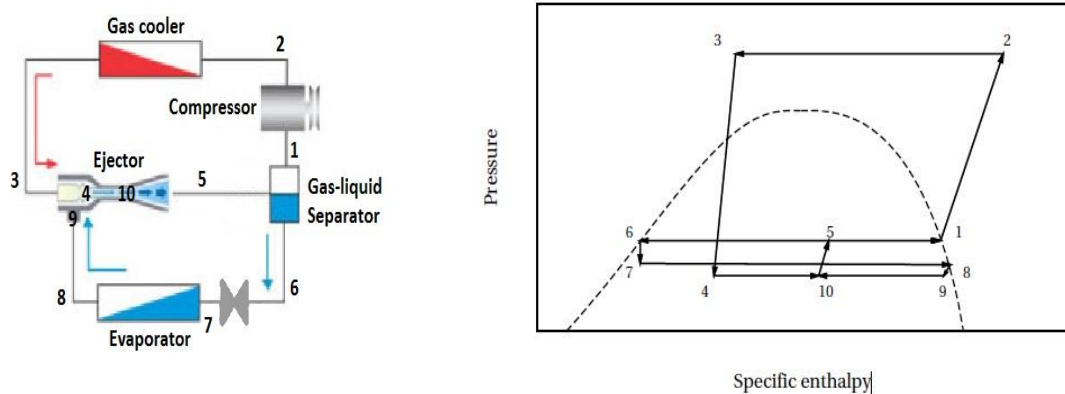 Gas cooler
2
Compressor
1
Ejector
3
4
10
5
Gas-liquid
Separator
9
8
7
6
Evaporator
Pressure
3
2
6
5
1
7
8
4
10
9
Specific enthalpy